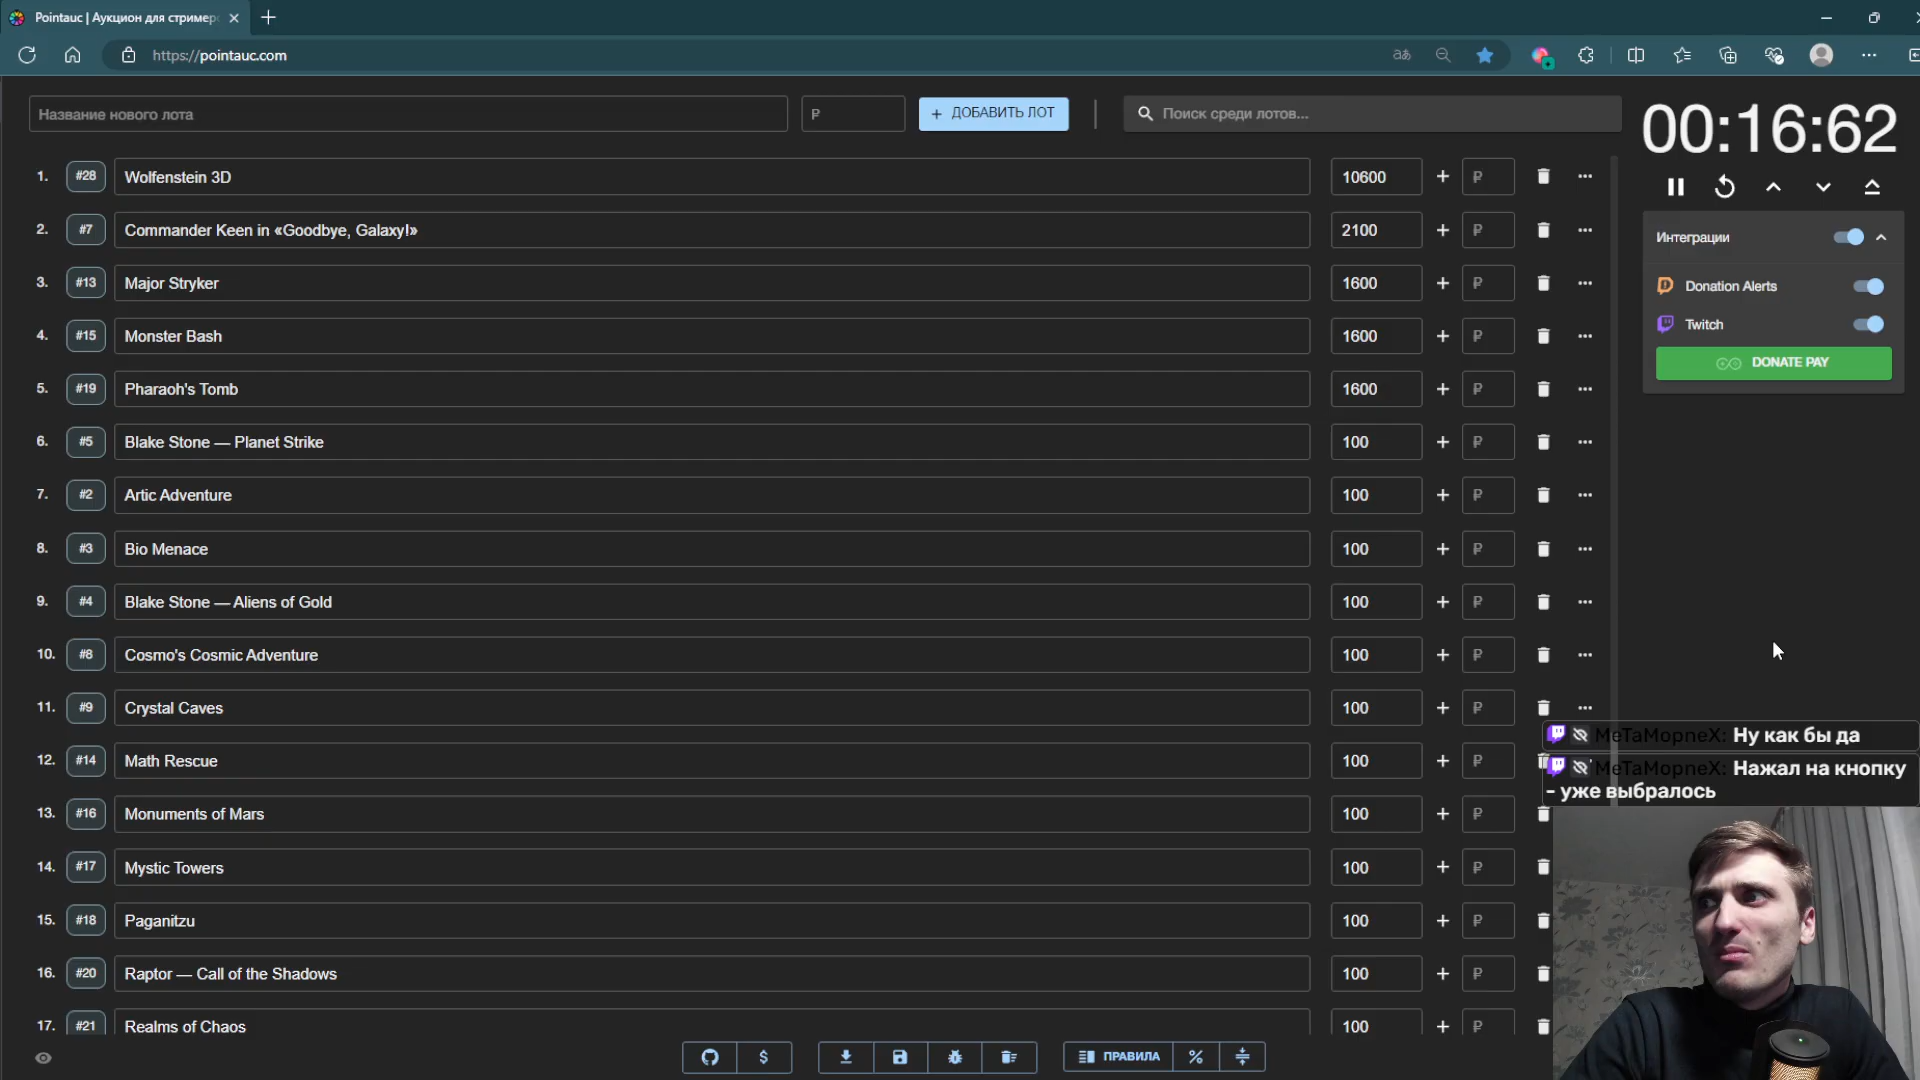 Pointauc | Аукцион для стример
https://pointauc.com
Название нового лота
₽
+ ДОБАВИТЬ ЛОТ
Поиск среди лотов...
00:16:62
1. #28 Wolfenstein 3D 10600 + ₽
2. #7 Commander Keen in «Goodbye, Galaxy!» 2100 + ₽
3. #13 Major Stryker 1600 + ₽
4. #15 Monster Bash 1600 + ₽
5. #19 Pharaoh's Tomb 1600 + ₽
6. #5 Blake Stone — Planet Strike 100 + ₽
7. #2 Artic Adventure 100 + ₽
8. #3 Bio Menace 100 + ₽
9. #4 Blake Stone — Aliens of Gold 100 + ₽
10. #8 Cosmo's Cosmic Adventure 100 + ₽
11. #9 Crystal Caves 100 + ₽
12. #14 Math Rescue 100 + ₽
13. #16 Monuments of Mars 100 + ₽
14. #17 Mystic Towers 100 + ₽
15. #18 Paganitzu 100 + ₽
16. #20 Raptor — Call of the Shadows 100 + ₽
17. #21 Realms of Chaos 100 + ₽
Интеграции
Donation Alerts
Twitch
DONATE PAY
MeTaMopneX: Ну как бы да
MeTaMopneX: Нажал на кнопку
- уже выбралось
$
ПРАВИЛА
%